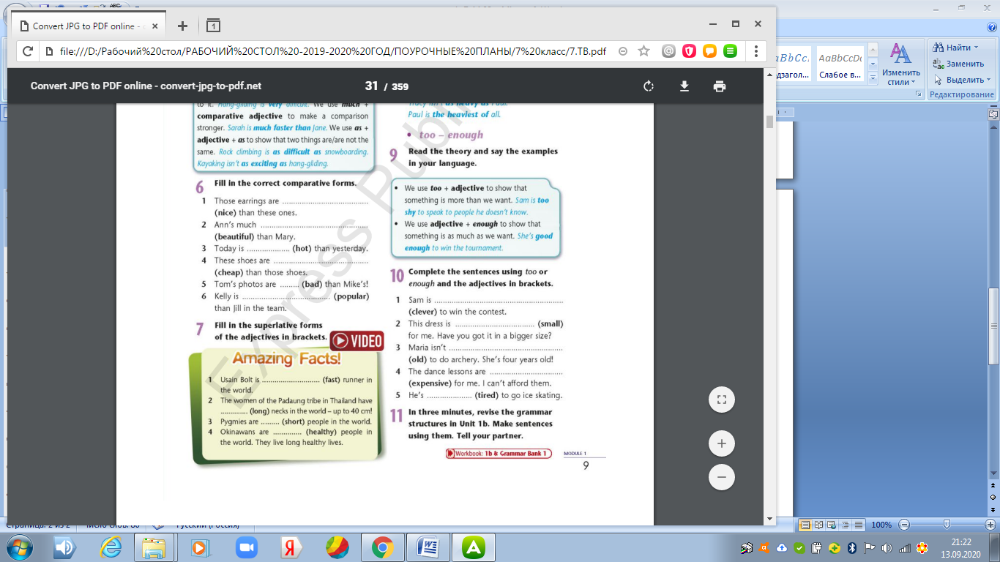 Convert JPG to PDF online - c
1
file:///D:/Рабочий%20стол/РАБОЧИЙ%20СТОЛ%20-2019-2020%20ГОД/ПОУРОЧНЫЕ%20ПЛАНЫ/7%20класс/7.ТВ.pdf
Convert JPG to PDF online - convert-jpg-to-pdf.net
31 / 359
to it. Hang-gliding is very difficult. We use much +
comparative adjective to make a comparison
stronger. Sarah is much faster than Jane. We use as +
adjective + as to show that two things are/are not the
same. Rock climbing is as difficult as snowboarding.
Kayaking isn't as exciting as hang-gliding.
6 Fill in the correct comparative forms.
1 Those earrings are ......................................
(nice) than these ones.
2 Ann's much ................................................
(beautiful) than Mary.
3 Today is ................... (hot) than yesterday.
4 These shoes are ..........................................
(cheap) than those shoes.
5 Tom's photos are ......... (bad) than Mike's!
6 Kelly is ....................................... (popular)
than Jill in the team.
7 Fill in the superlative forms
of the adjectives in brackets.
VIDEO
Amazing Facts!
1 Usain Bolt is ........................... (fast) runner in
the world.
2 The women of the Padaung tribe in Thailand have
............. (long) necks in the world – up to 40 cm!
3 Pygmies are ......... (short) people in the world.
4 Okinawans are ............. (healthy) people in
the world. They live long healthy lives.
Tracy isn't as heavy as Paul.
Paul is the heaviest of all.
• too – enough
9 Read the theory and say the examples
in your language.
• We use too + adjective to show that
something is more than we want. Sam is too
shy to speak to people he doesn't know.
• We use adjective + enough to show that
something is as much as we want. She's good
enough to win the tournament.
10 Complete the sentences using too or
enough and the adjectives in brackets.
1 Sam is .........................................................
(clever) to win the contest.
2 This dress is ................................... (small)
for me. Have you got it in a bigger size?
3 Maria isn't ..................................................
(old) to do archery. She's four years old!
4 The dance lessons are ................................
(expensive) for me. I can't afford them.
5 He's .................... (tired) to go ice skating.
11 In three minutes, revise the grammar
structures in Unit 1b. Make sentences
using them. Tell your partner.
Workbook: 1b & Grammar Bank 1
MODULE 1
9
Express Publi
АаBbCc.
AaBbCcDc
дзагол...
Слабое в...
Изменить
стили
Найти
Заменить
Выделить
Редактирование
Страница: 2 из 2
Число слов: 80
Русский (Россия)
100%
21:22
13.09.2020